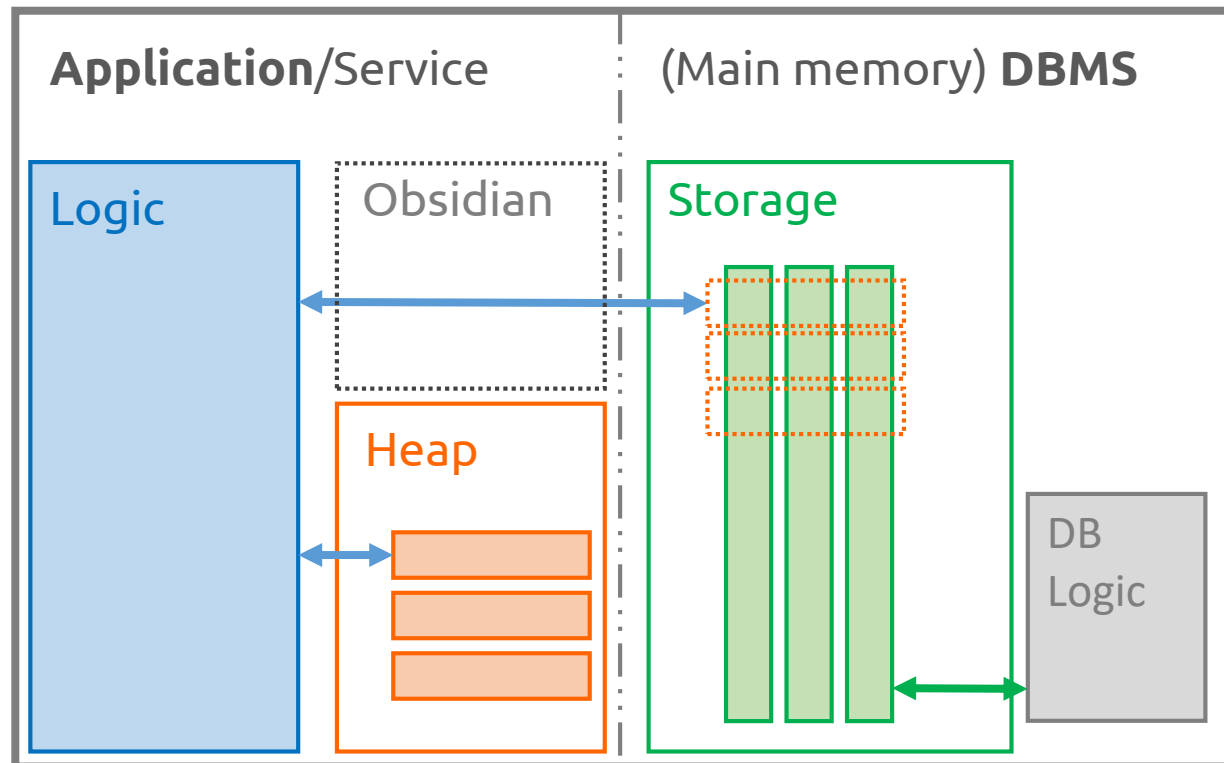 Application/Service
(Main memory) DBMS
Logic
Obsidian
Storage
Heap
DB
Logic